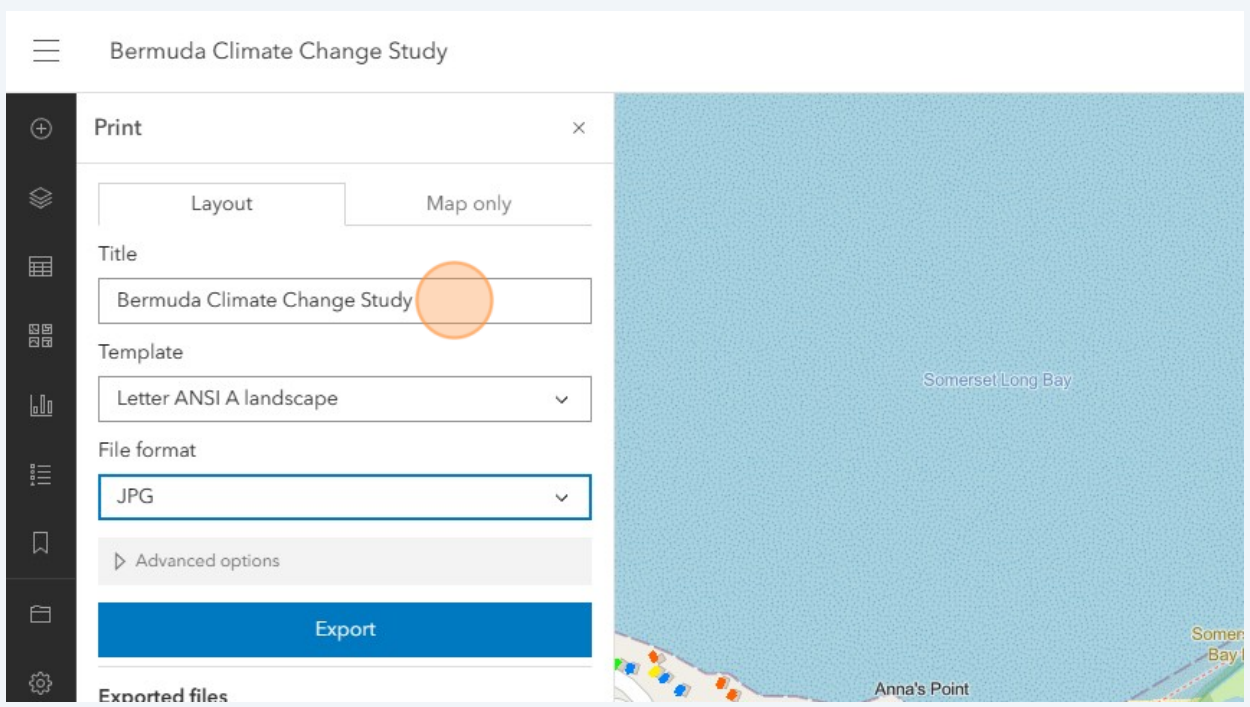 Bermuda Climate Change Study
Print
Layout
Map only
Title
Bermuda Climate Change Study
Template
Letter ANSI A landscape
File format
JPG
Advanced options
Export
Exported files
Somerset Long Bay
Anna's Point
Bay